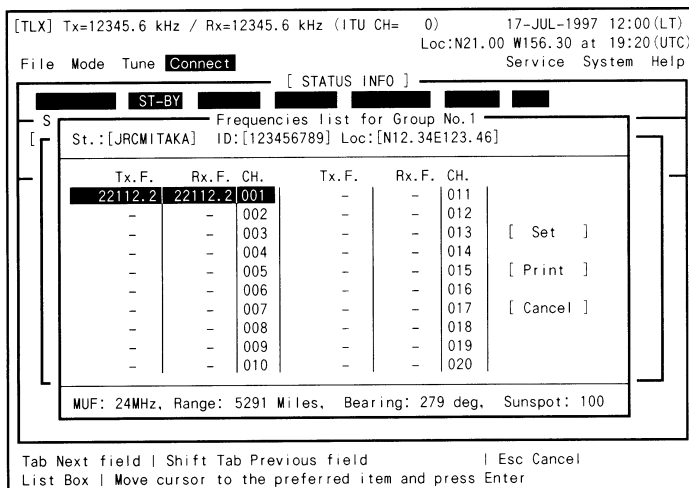 [TLX] Tx=12345.6 kHz / Rx=12345.6 kHz (ITU CH= 0) 17-JUL-1997 12:00(LT)
Loc:N21.00 W156.30 at 19:20(UTC)
File Mode Tune Connect Service System Help
[ STATUS INFO ]
ST-BY
S Frequencies list for Group No.1
[ St.:[JRCMITAKA] ID:[123456789] Loc:[N12.34E123.46]
Tx.F. Rx.F. CH. Tx.F. Rx.F. CH.
22112.2 22112.2 001 – – 011
– – 002 – – 012
– – 003 – – 013 [ Set ]
– – 004 – – 014
– – 005 – – 015 [ Print ]
– – 006 – – 016
– – 007 – – 017 [ Cancel ]
– – 008 – – 018
– – 009 – – 019
– – 010 – – 020
MUF: 24MHz, Range: 5291 Miles, Bearing: 279 deg, Sunspot: 100
Tab Next field | Shift Tab Previous field | Esc Cancel
List Box | Move cursor to the preferred item and press Enter